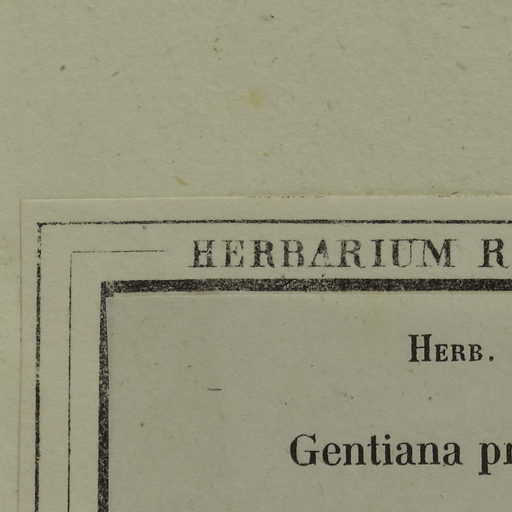 HERBARIUM R
HERB.
Gentiana pr